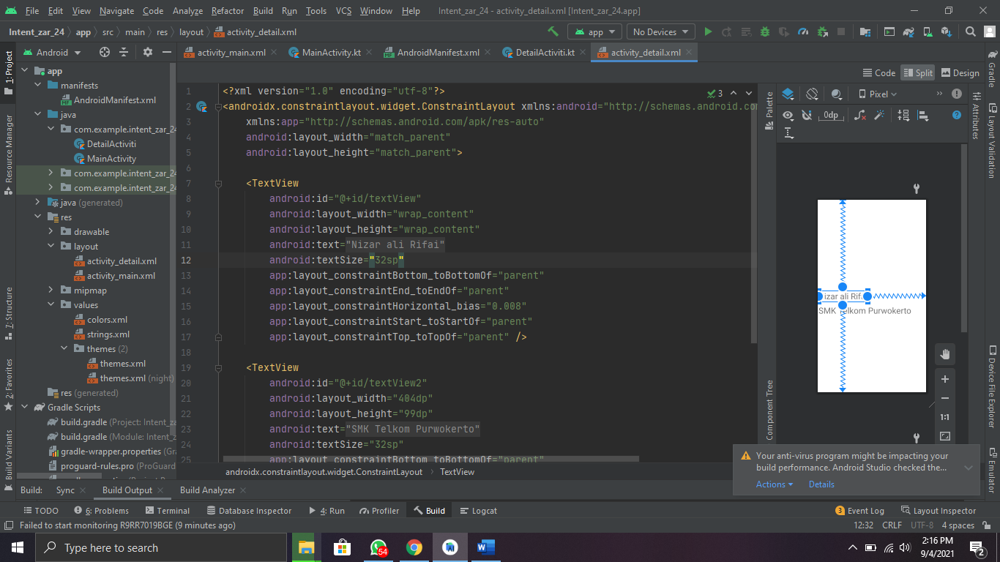 File Edit View Navigate Code Analyze Refactor Build Run Tools VCS Window Help Intent_zar_24 - activity_detail.xml [Intent_zar_24.app]
Intent_zar_24 app src main res layout activity_detail.xml app No Devices
Android activity_main.xml MainActivity.kt AndroidManifest.xml DetailActiviti.kt activity_detail.xml
Code Split Design
1: Project
Resource Manager
7: Structure
2: Favorites
Build Variants
app
manifests
AndroidManifest.xml
java
com.example.intent_zar_24
DetailActiviti
MainActivity
com.example.intent_zar_24
com.example.intent_zar_24
java (generated)
res
drawable
layout
activity_detail.xml
activity_main.xml
mipmap
values
colors.xml
strings.xml
themes (2)
themes.xml
themes.xml (night)
res (generated)
Gradle Scripts
build.gradle (Project: Intent_za
build.gradle (Module: Intent_z
gradle-wrapper.properties (Gra
proguard-rules.pro (ProGuard
1 <?xml version="1.0" encoding="utf-8"?>
2 <androidx.constraintlayout.widget.ConstraintLayout xmlns:android="http://schemas.android.co
3 xmlns:app="http://schemas.android.com/apk/res-auto"
4 android:layout_width="match_parent"
5 android:layout_height="match_parent">
6
7 <TextView
8 android:id="@+id/textView"
9 android:layout_width="wrap_content"
10 android:layout_height="wrap_content"
11 android:text="Nizar ali Rifai"
12 android:textSize="32sp"
13 app:layout_constraintBottom_toBottomOf="parent"
14 app:layout_constraintEnd_toEndOf="parent"
15 app:layout_constraintHorizontal_bias="0.008"
16 app:layout_constraintStart_toStartOf="parent"
17 app:layout_constraintTop_toTopOf="parent" />
18
19 <TextView
20 android:id="@+id/textView2"
21 android:layout_width="404dp"
22 android:layout_height="99dp"
23 android:text="SMK Telkom Purwokerto"
24 android:textSize="32sp"
25 app:layout_constraintBottom_toBottomOf="parent"
3
androidx.constraintlayout.widget.ConstraintLayout TextView
Palette
Component Tree
Pixel
0dp
izar ali Rif
SMK Telkom Purwokerto
1:1
Attributes
Gradle
Layout Validation
Device File Explorer
Emulator
Your anti-virus program might be impacting your
build performance. Android Studio checked the...
Actions Details
Build: Sync Build Output Build Analyzer
TODO 6: Problems Terminal Database Inspector 4: Run Profiler Build Logcat 3 Event Log Layout Inspector
Failed to start monitoring R9RR7019BGE (9 minutes ago) 12:32 CRLF UTF-8 4 spaces
Type here to search 54 2:16 PM
9/4/2021 2